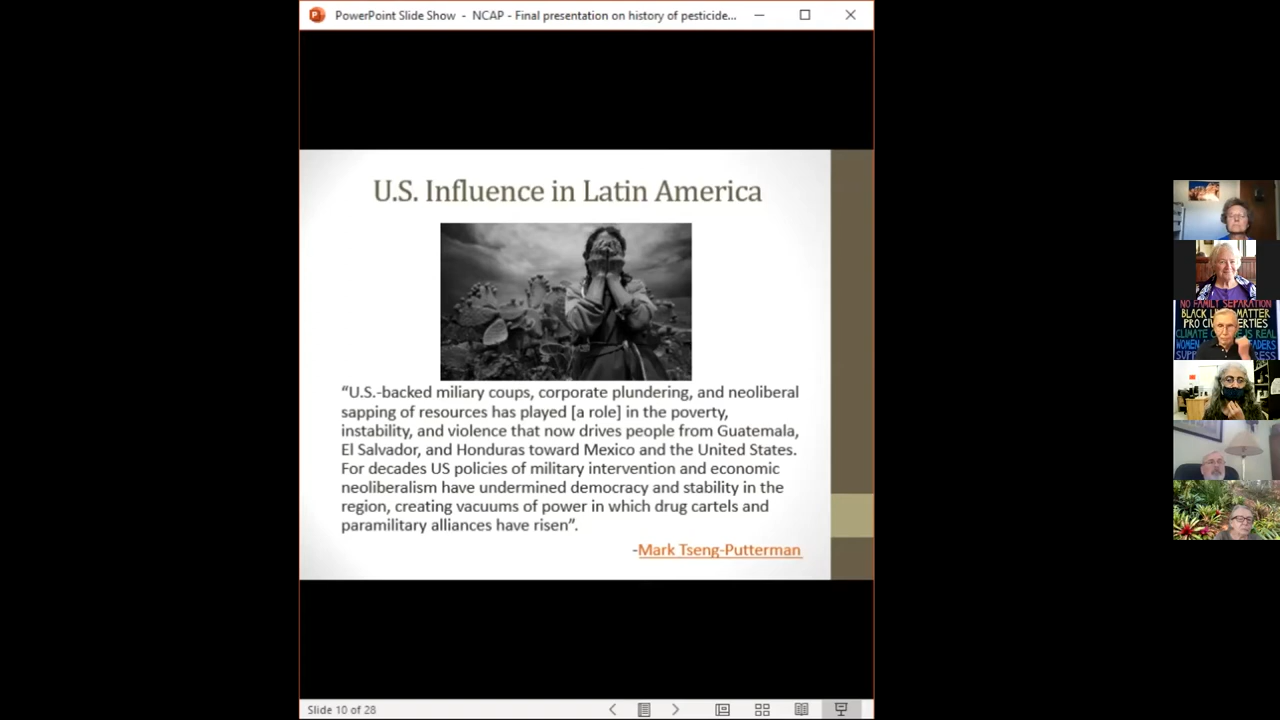 PowerPoint Slide Show - NCAP - Final presentation on history of pesticide...
U.S. Influence in Latin America
“U.S.-backed miliary coups, corporate plundering, and neoliberal
sapping of resources has played [a role] in the poverty,
instability, and violence that now drives people from Guatemala,
El Salvador, and Honduras toward Mexico and the United States.
For decades US policies of military intervention and economic
neoliberalism have undermined democracy and stability in the
region, creating vacuums of power in which drug cartels and
paramilitary alliances have risen”.
-Mark Tseng-Putterman
Slide 10 of 28
NO FAMILY SEPARATION
BLACK MATTER
PRO
CLIMATE IS REAL
WOMEN